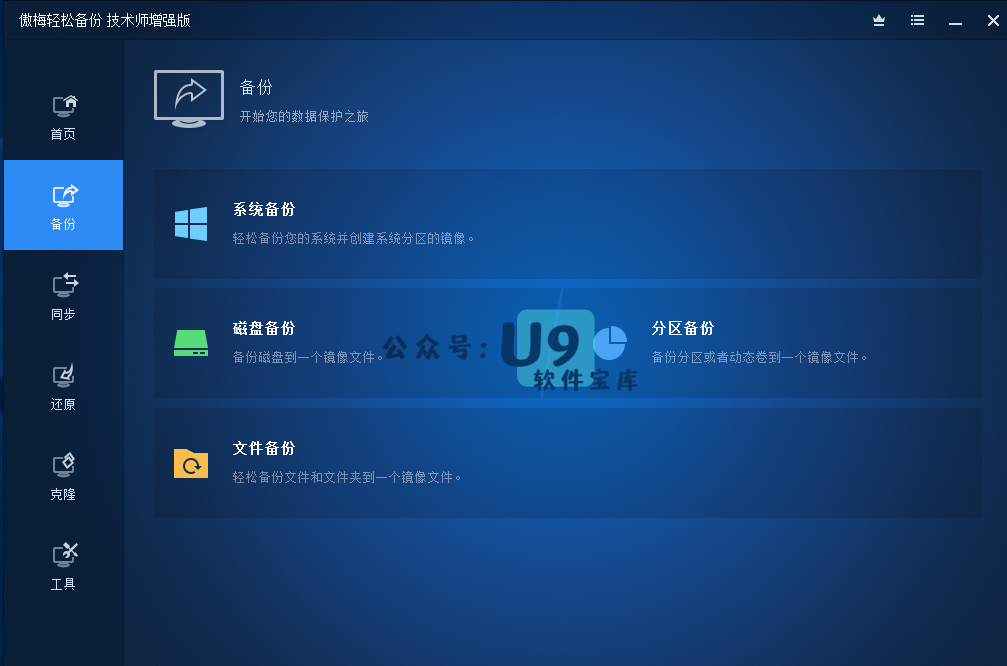 傲梅轻松备份 技术师增强版
首页
备份
同步
还原
克隆
工具
备份
开始您的数据保护之旅
系统备份
轻松备份您的系统并创建系统分区的镜像。
磁盘备份
备份磁盘到一个镜像文件。
公众号：U9
软件宝库
分区备份
备份分区或者动态卷到一个镜像文件。
文件备份
轻松备份文件和文件夹到一个镜像文件。